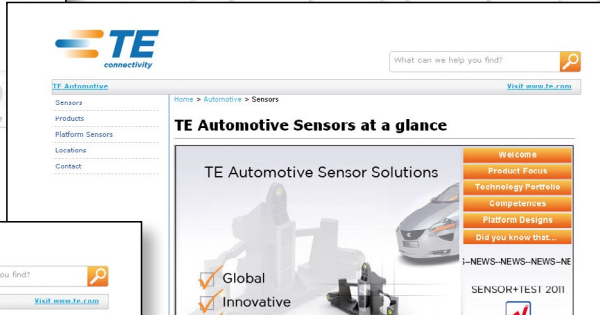 TE
connectivity
What can we help you find?
TE Automotive
Visit www.te.com
Home > Automotive > Sensors
Sensors
Products
Platform Sensors
Locations
Contact
TE Automotive Sensors at a glance
TE Automotive Sensor Solutions
Global
Innovative
Welcome
Product Focus
Technology Portfolio
Competences
Platform Designs
Did you know that...
S--NEWS--NEWS--NEWS--NE
SENSOR+TEST 2011
ou find?
Visit www.te.com